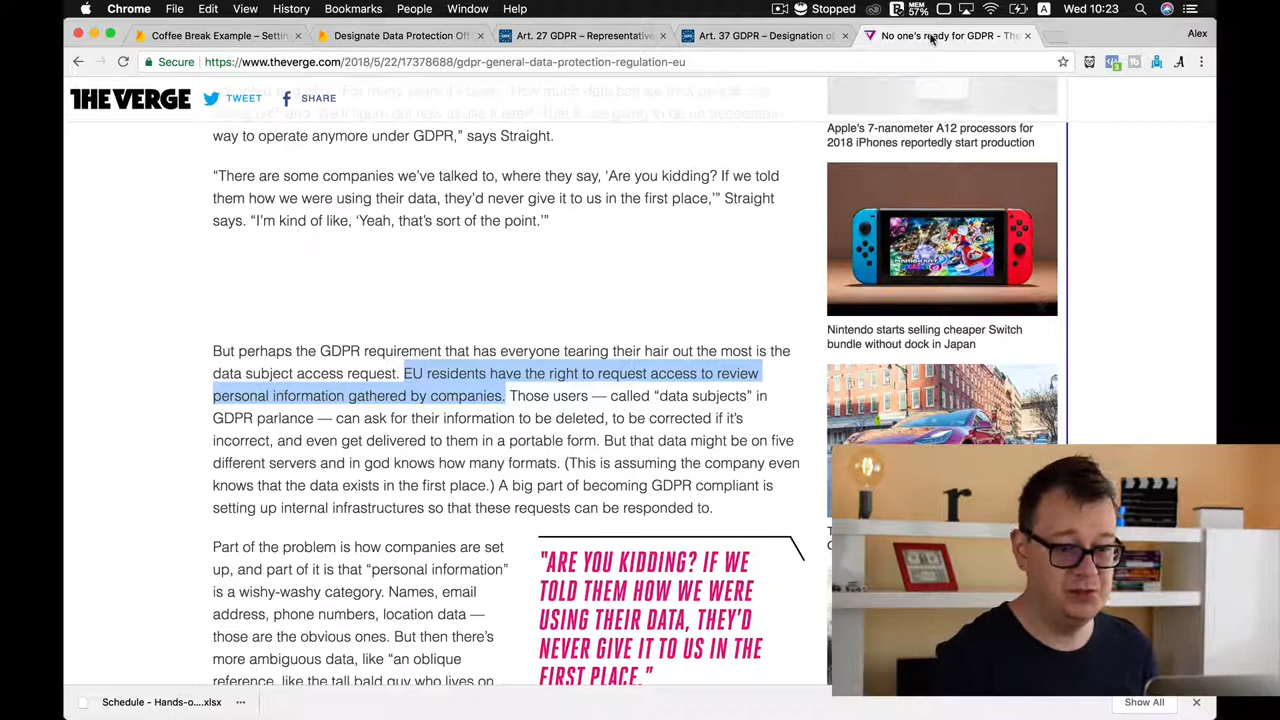 Chrome File Edit View History Bookmarks People Window Help
Stopped MEM 57% A Wed 10:23
Coffee Break Example – Settin
Designate Data Protection Off
Art. 27 GDPR – Representative
Art. 37 GDPR – Designation of
No one's ready for GDPR - The
Alex
Secure https://www.theverge.com/2018/5/22/17378688/gdpr-general-data-protection-regulation-eu
THE VERGE TWEET SHARE
way to operate anymore under GDPR,” says Straight.
“There are some companies we’ve talked to, where they say, ‘Are you kidding? If we told
them how we were using their data, they’d never give it to us in the first place,’” Straight
says. “I’m kind of like, ‘Yeah, that’s sort of the point.’”
But perhaps the GDPR requirement that has everyone tearing their hair out the most is the
data subject access request. EU residents have the right to request access to review
personal information gathered by companies. Those users — called “data subjects” in
GDPR parlance — can ask for their information to be deleted, to be corrected if it’s
incorrect, and even get delivered to them in a portable form. But that data might be on five
different servers and in god knows how many formats. (This is assuming the company even
knows that the data exists in the first place.) A big part of becoming GDPR compliant is
setting up internal infrastructures so that these requests can be responded to.
Part of the problem is how companies are set
up, and part of it is that “personal information”
is a wishy-washy category. Names, email
address, phone numbers, location data —
those are the obvious ones. But then there’s
more ambiguous data, like “an oblique
reference, like the tall bald guy who lives on
"ARE YOU KIDDING? IF WE
TOLD THEM HOW WE WERE
USING THEIR DATA, THEY'D
NEVER GIVE IT TO US IN THE
FIRST PLACE."
Apple's 7-nanometer A12 processors for
2018 iPhones reportedly start production
Nintendo starts selling cheaper Switch
bundle without dock in Japan
Schedule - Hands-o....xlsx
Show All